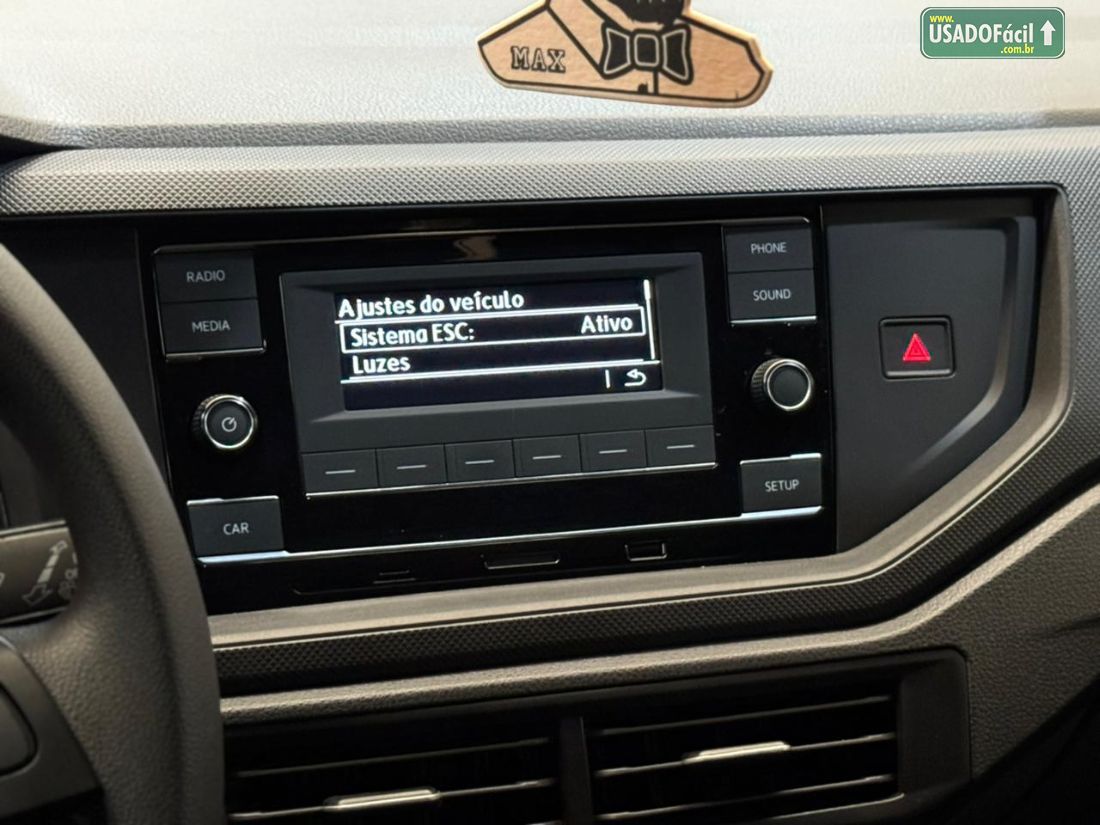 MAX
www.
USADOFácil
.com.br
RADIO
MEDIA
PHONE
SOUND
Ajustes do veículo
Sistema ESC: Ativo
Luzes
CAR
SETUP